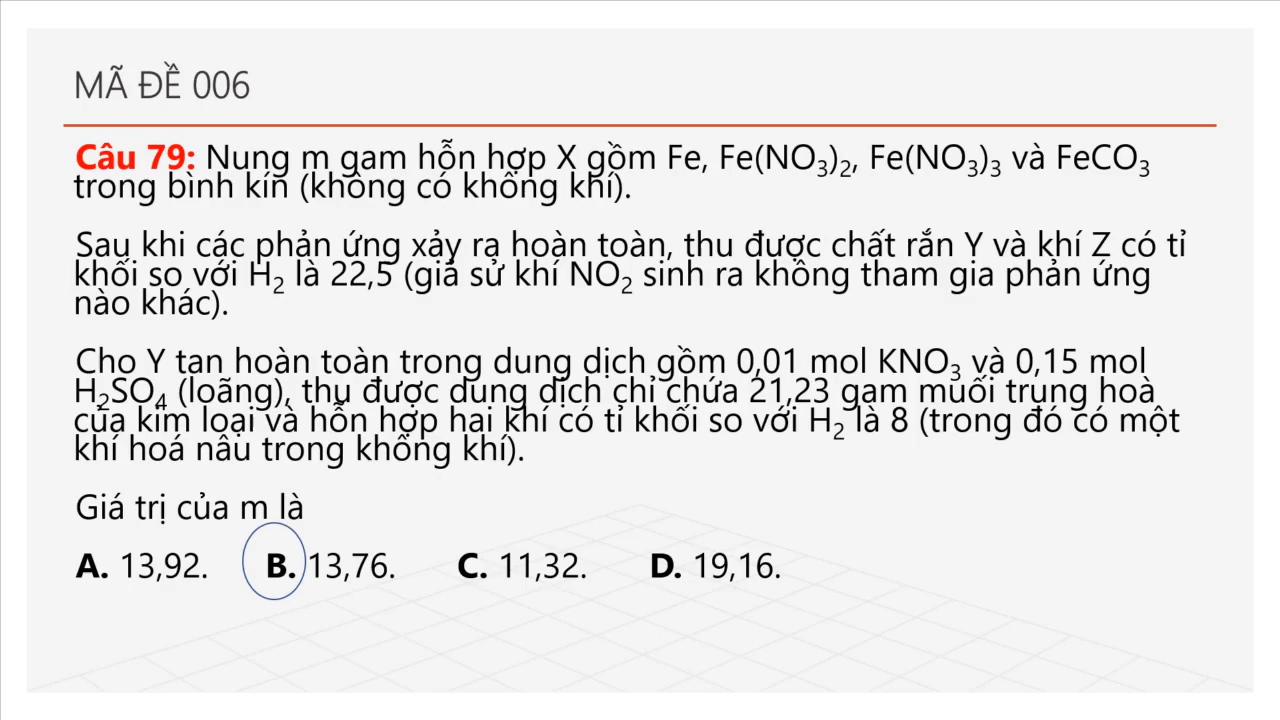 MÃ ĐỀ 006
Câu 79: Nung m gam hỗn hợp X gồm Fe, Fe(NO₃)₂, Fe(NO₃)₃ và FeCO₃
trong bình kín (không có không khí).
Sau khi các phản ứng xảy ra hoàn toàn, thu được chất rắn Y và khí Z có tỉ
khối so với H₂ là 22,5 (giả sử khí NO₂ sinh ra không tham gia phản ứng
nào khác).
Cho Y tan hoàn toàn trong dung dịch gồm 0,01 mol KNO₃ và 0,15 mol
H₂SO₄ (loãng), thu được dung dịch chỉ chứa 21,23 gam muối trung hoà
của kim loại và hỗn hợp hai khí có tỉ khối so với H₂ là 8 (trong đó có một
khí hoá nâu trong không khí).
Giá trị của m là
A. 13,92. B. 13,76. C. 11,32. D. 19,16.